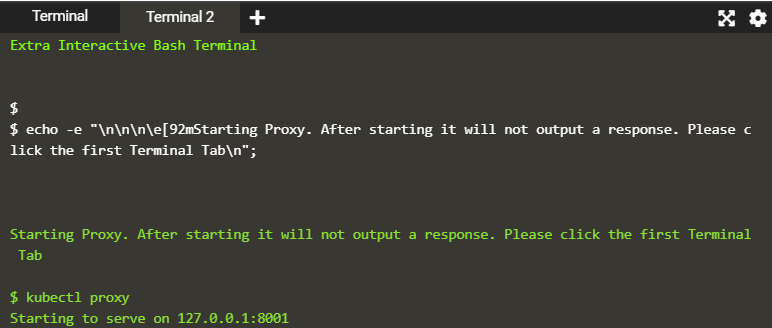 Terminal Terminal 2 +
Extra Interactive Bash Terminal
$
$ echo -e "\n\n\n\e[92mStarting Proxy. After starting it will not output a response. Please c
lick the first Terminal Tab\n";
Starting Proxy. After starting it will not output a response. Please click the first Terminal
Tab
$ kubectl proxy
Starting to serve on 127.0.0.1:8001